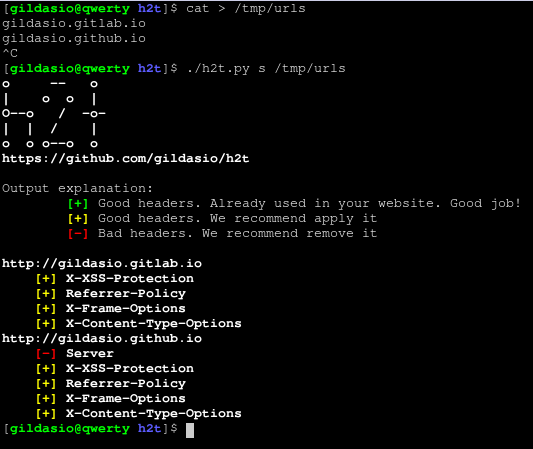 [gildasio@qwerty h2t]$ cat > /tmp/urls
gildasio.gitlab.io
gildasio.github.io
^C
[gildasio@qwerty h2t]$ ./h2t.py s /tmp/urls
o     --   o
|    o  o  |
O--o   /  -o-
|  |  /    |
o  o o--o  o
https://github.com/gildasio/h2t
Output explanation:
[+] Good headers. Already used in your website. Good job!
[+] Good headers. We recommend apply it
[-] Bad headers. We recommend remove it
http://gildasio.gitlab.io
[+] X-XSS-Protection
[+] Referrer-Policy
[+] X-Frame-Options
[+] X-Content-Type-Options
http://gildasio.github.io
[-] Server
[+] X-XSS-Protection
[+] Referrer-Policy
[+] X-Frame-Options
[+] X-Content-Type-Options
[gildasio@qwerty h2t]$